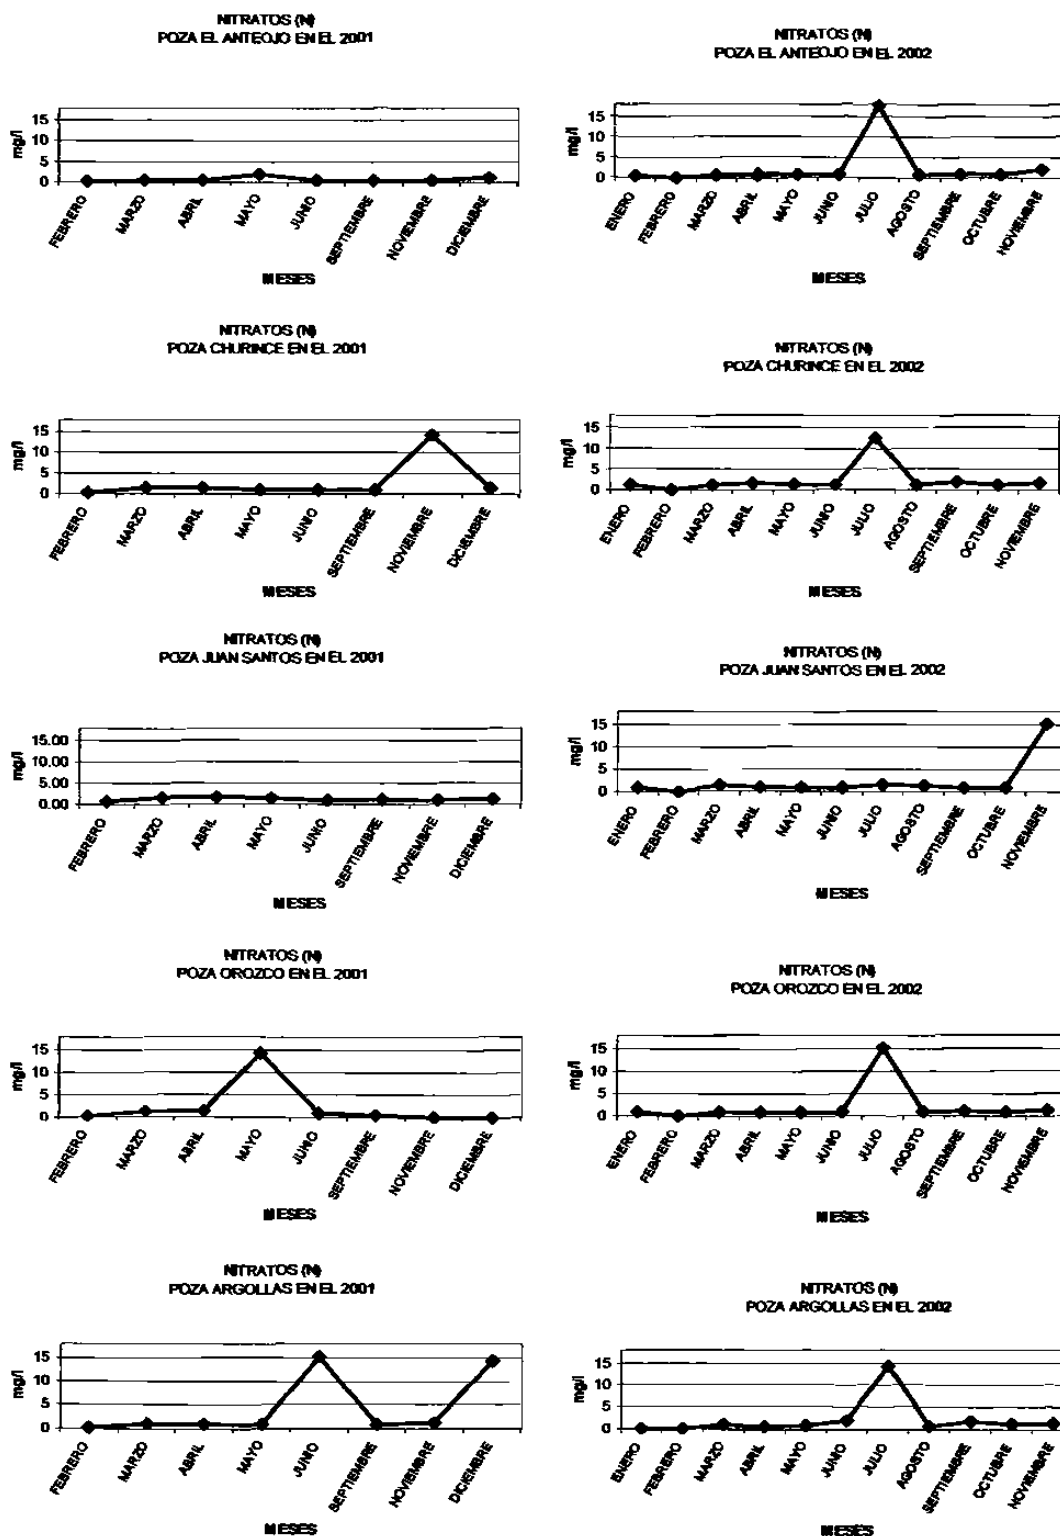 NITRATOS (N)
POZA EL ANTEOJO EN EL 2001
mg/l
15
10
5
0
FEBRERO
MARZO
ABRIL
MAYO
JUNIO
SEPTIEMBRE
NOVIEMBRE
DICIEMBRE
MESES
NITRATOS (N)
POZA EL ANTEOJO EN EL 2002
mg/l
15
10
5
0
ENERO
FEBRERO
MARZO
ABRIL
MAYO
JUNIO
JULIO
AGOSTO
SEPTIEMBRE
OCTUBRE
NOVIEMBRE
MESES
NITRATOS (N)
POZA CHURINCE EN EL 2001
mg/l
15
10
5
0
FEBRERO
MARZO
ABRIL
MAYO
JUNIO
SEPTIEMBRE
NOVIEMBRE
DICIEMBRE
MESES
NITRATOS (N)
POZA CHURINCE EN EL 2002
mg/l
15
10
5
0
ENERO
FEBRERO
MARZO
ABRIL
MAYO
JUNIO
JULIO
AGOSTO
SEPTIEMBRE
OCTUBRE
NOVIEMBRE
MESES
NITRATOS (N)
POZA JUAN SANTOS EN EL 2001
mg/l
15.00
10.00
5.00
0.00
FEBRERO
MARZO
ABRIL
MAYO
JUNIO
SEPTIEMBRE
NOVIEMBRE
DICIEMBRE
MESES
NITRATOS (N)
POZA JUAN SANTOS EN EL 2002
mg/l
15
10
5
0
ENERO
FEBRERO
MARZO
ABRIL
MAYO
JUNIO
JULIO
AGOSTO
SEPTIEMBRE
OCTUBRE
NOVIEMBRE
MESES
NITRATOS (N)
POZA OROZCO EN EL 2001
mg/l
15
10
5
0
FEBRERO
MARZO
ABRIL
MAYO
JUNIO
SEPTIEMBRE
NOVIEMBRE
DICIEMBRE
MESES
NITRATOS (N)
POZA OROZCO EN EL 2002
mg/l
15
10
5
0
ENERO
FEBRERO
MARZO
ABRIL
MAYO
JUNIO
JULIO
AGOSTO
SEPTIEMBRE
OCTUBRE
NOVIEMBRE
MESES
NITRATOS (N)
POZA ARGOLLAS EN EL 2001
mg/l
15
10
5
0
FEBRERO
MARZO
ABRIL
MAYO
JUNIO
SEPTIEMBRE
NOVIEMBRE
DICIEMBRE
MESES
NITRATOS (N)
POZA ARGOLLAS EN EL 2002
mg/l
15
10
5
0
ENERO
FEBRERO
MARZO
ABRIL
MAYO
JUNIO
JULIO
AGOSTO
SEPTIEMBRE
OCTUBRE
NOVIEMBRE
MESES